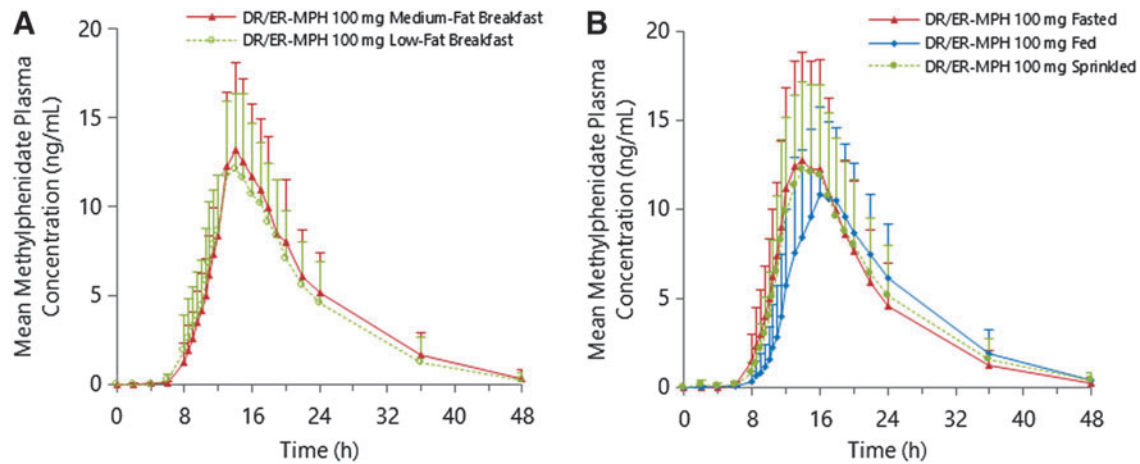 A
DR/ER-MPH 100 mg Medium-Fat Breakfast
DR/ER-MPH 100 mg Low-Fat Breakfast
Mean Methylphenidate Plasma
Concentration (ng/mL)
20
15
10
5
0
0 8 16 24 32 40 48
Time (h)
B
DR/ER-MPH 100 mg Fasted
DR/ER-MPH 100 mg Fed
DR/ER-MPH 100 mg Sprinkled
Mean Methylphenidate Plasma
Concentration (ng/mL)
20
15
10
5
0
0 8 16 24 32 40 48
Time (h)